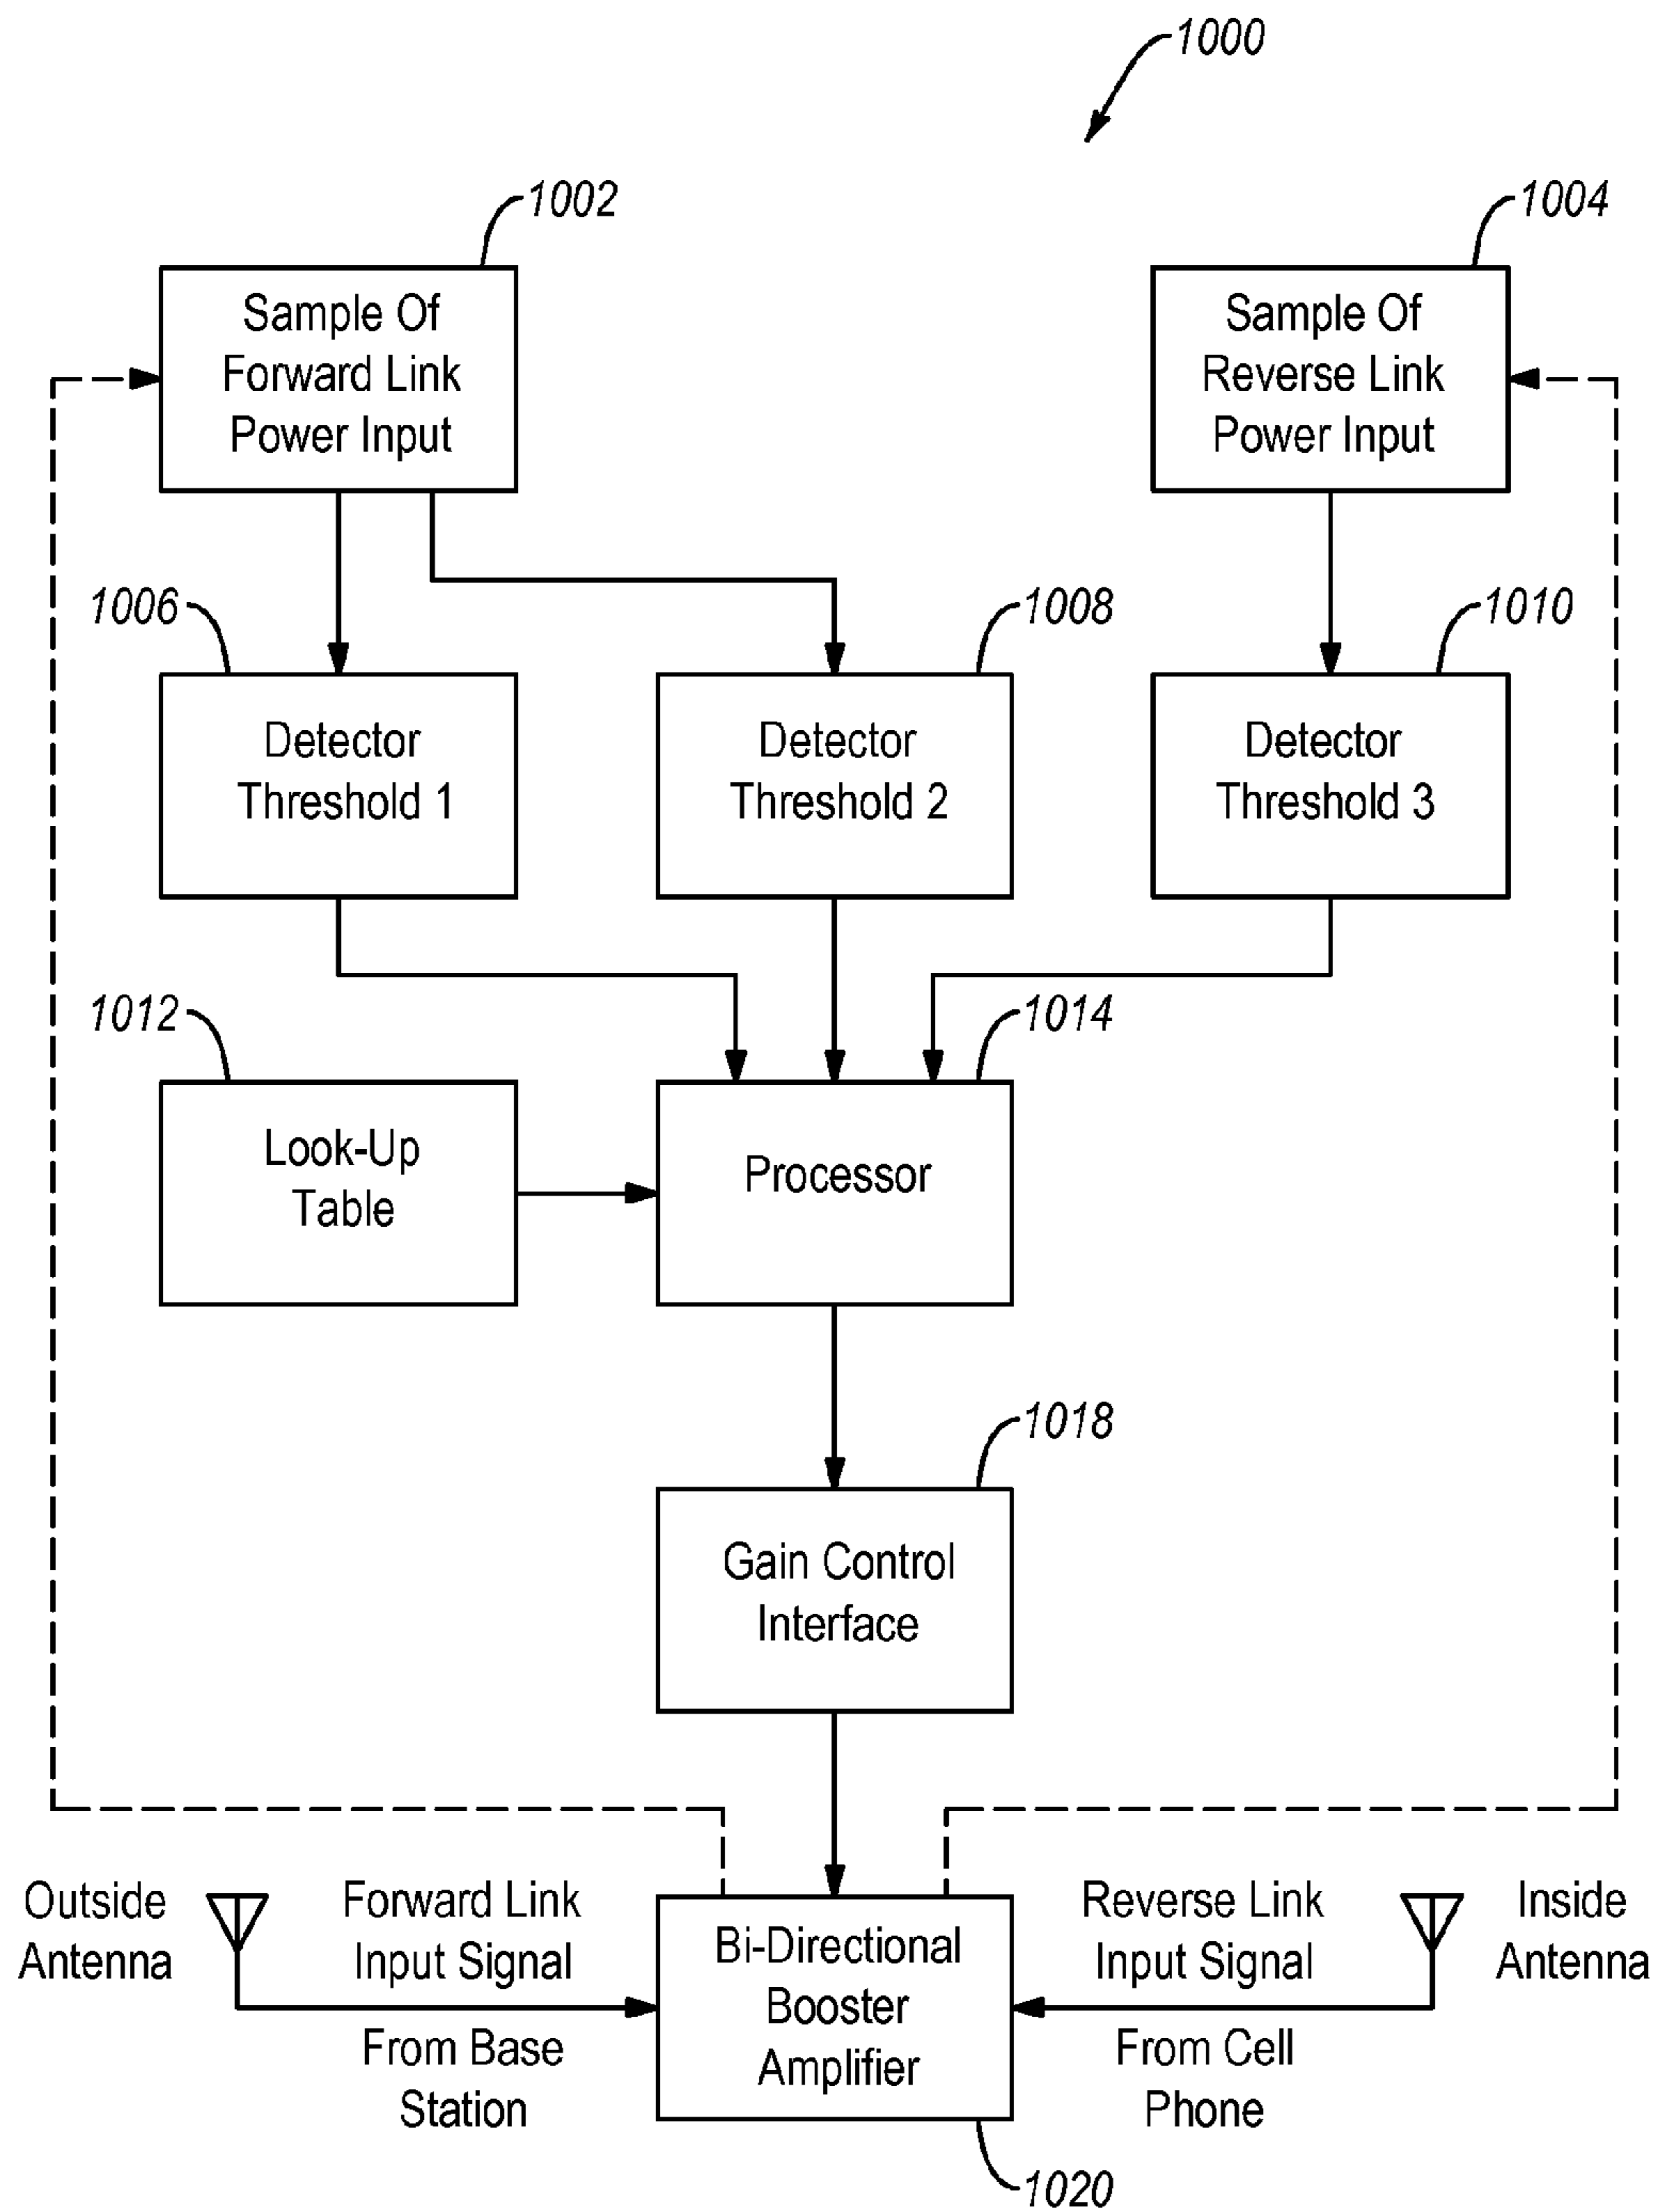 1000
1002
1004
Sample Of
Forward Link
Power Input
Sample Of
Reverse Link
Power Input
1006
1008
1010
Detector
Threshold 1
Detector
Threshold 2
Detector
Threshold 3
1012
1014
Look-Up
Table
Processor
1018
Gain Control
Interface
Outside
Antenna
Forward Link
Input Signal
From Base
Station
Bi-Directional
Booster
Amplifier
Reverse Link
Input Signal
From Cell
Phone
Inside
Antenna
1020